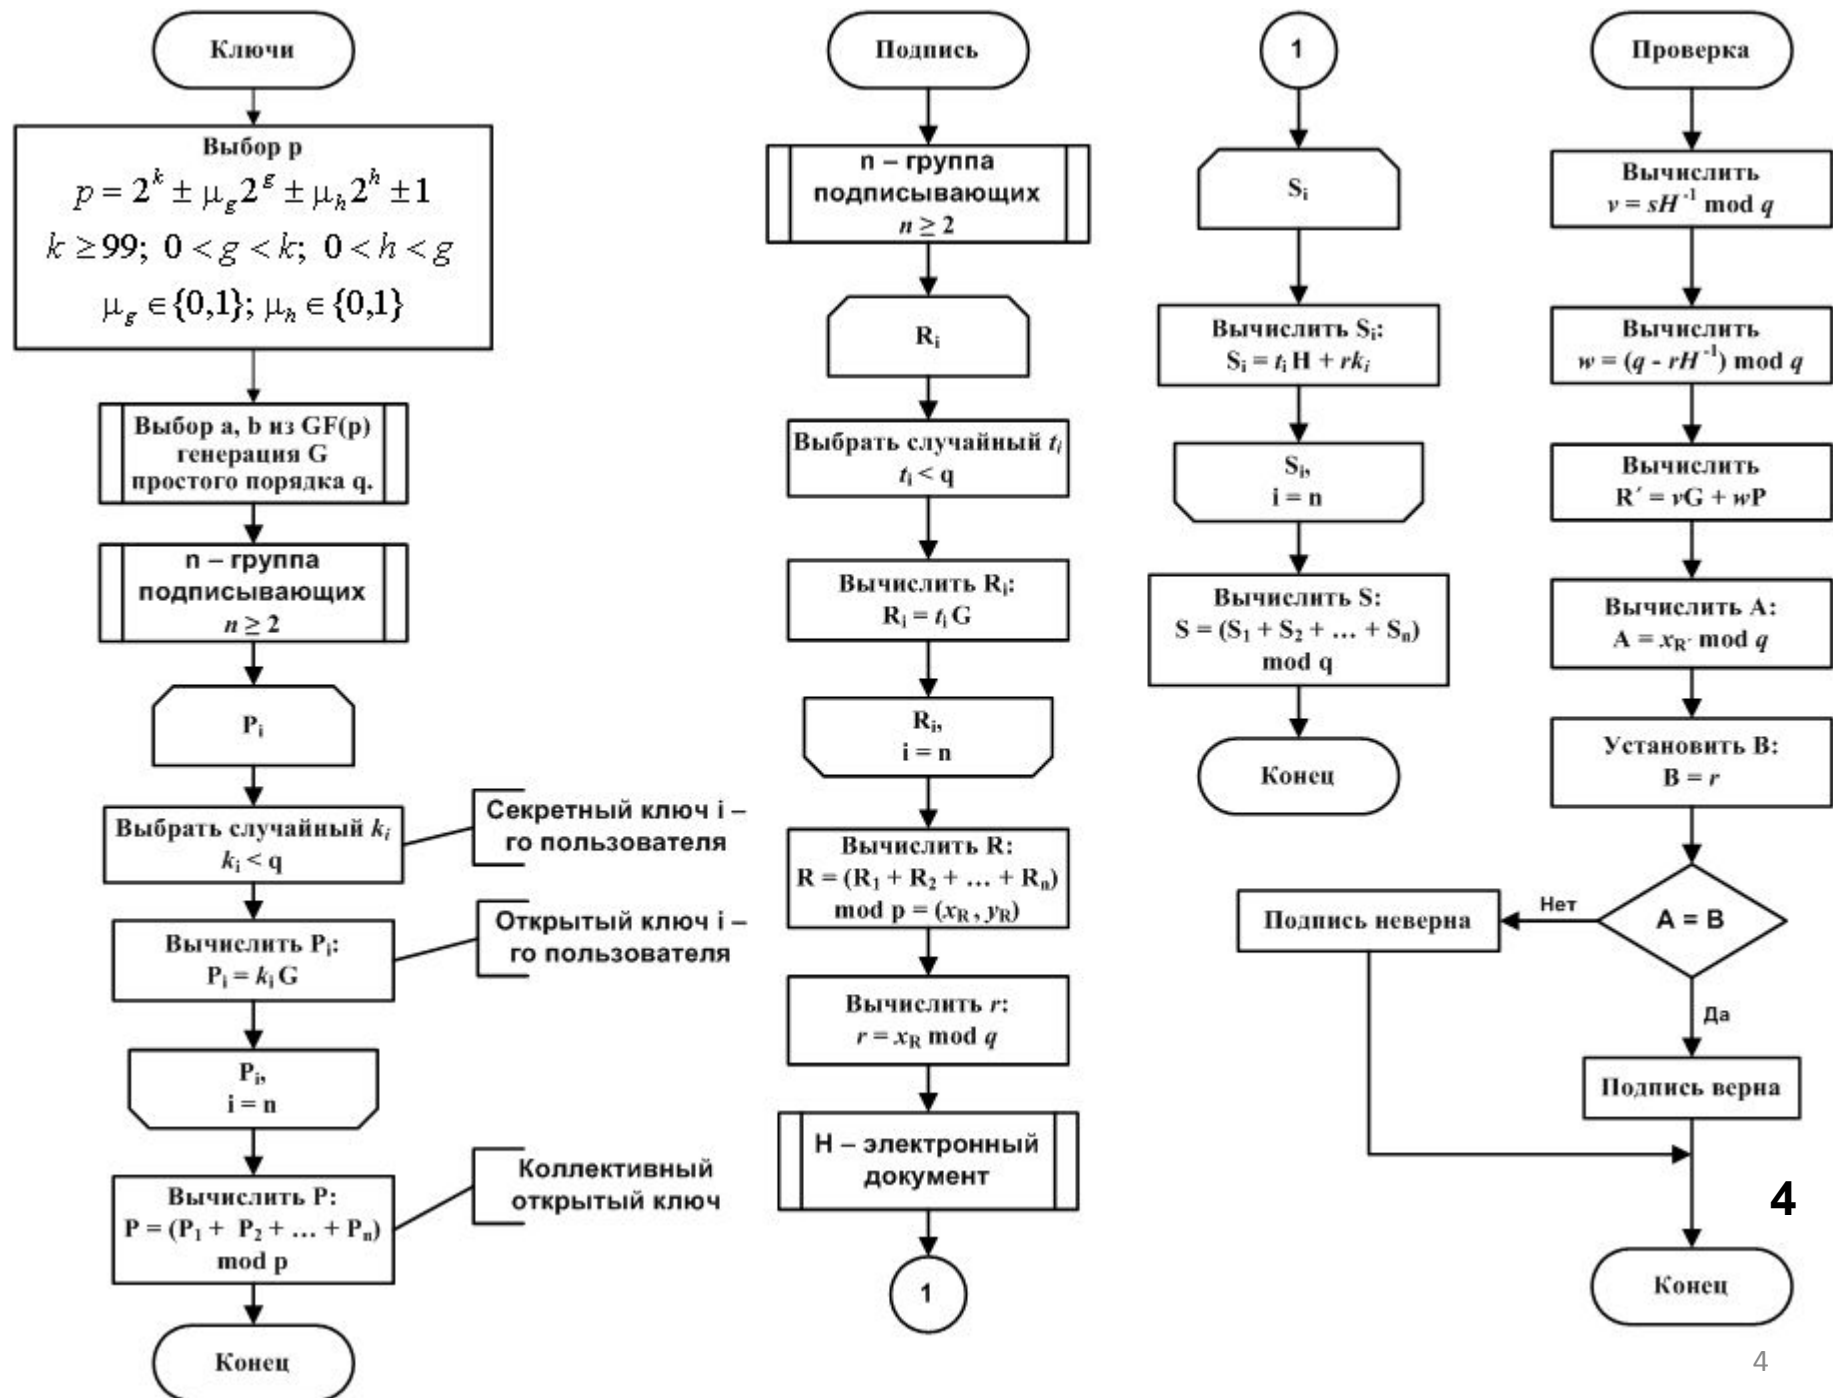 Ключи
Выбор p
p = 2^k ± μ_g 2^g ± μ_h 2^h ± 1
k ≥ 99; 0 < g < k; 0 < h < g
μ_g ∈ {0,1}; μ_h ∈ {0,1}
Выбор a, b из GF(p)
генерация G
простого порядка q.
n – группа
подписывающих
n ≥ 2
P_i
Выбрать случайный k_i
k_i < q
Секретный ключ i –
го пользователя
Вычислить P_i:
P_i = k_i G
Открытый ключ i –
го пользователя
P_i,
i = n
Вычислить P:
P = (P_1 + P_2 + … + P_n)
mod p
Коллективный
открытый ключ
Конец
Подпись
n – группа
подписывающих
n ≥ 2
R_i
Выбрать случайный t_i
t_i < q
Вычислить R_i:
R_i = t_i G
R_i,
i = n
Вычислить R:
R = (R_1 + R_2 + … + R_n)
mod p = (x_R , y_R)
Вычислить r:
r = x_R mod q
H – электронный
документ
1
1
S_i
Вычислить S_i:
S_i = t_i H + rk_i
S_i,
i = n
Вычислить S:
S = (S_1 + S_2 + … + S_n)
mod q
Конец
Проверка
Вычислить
v = sH^-1 mod q
Вычислить
w = (q - rH^-1) mod q
Вычислить
R´ = vG + wP
Вычислить A:
A = x_R´ mod q
Установить B:
B = r
A = B
Нет
Подпись неверна
Да
Подпись верна
Конец
4
4